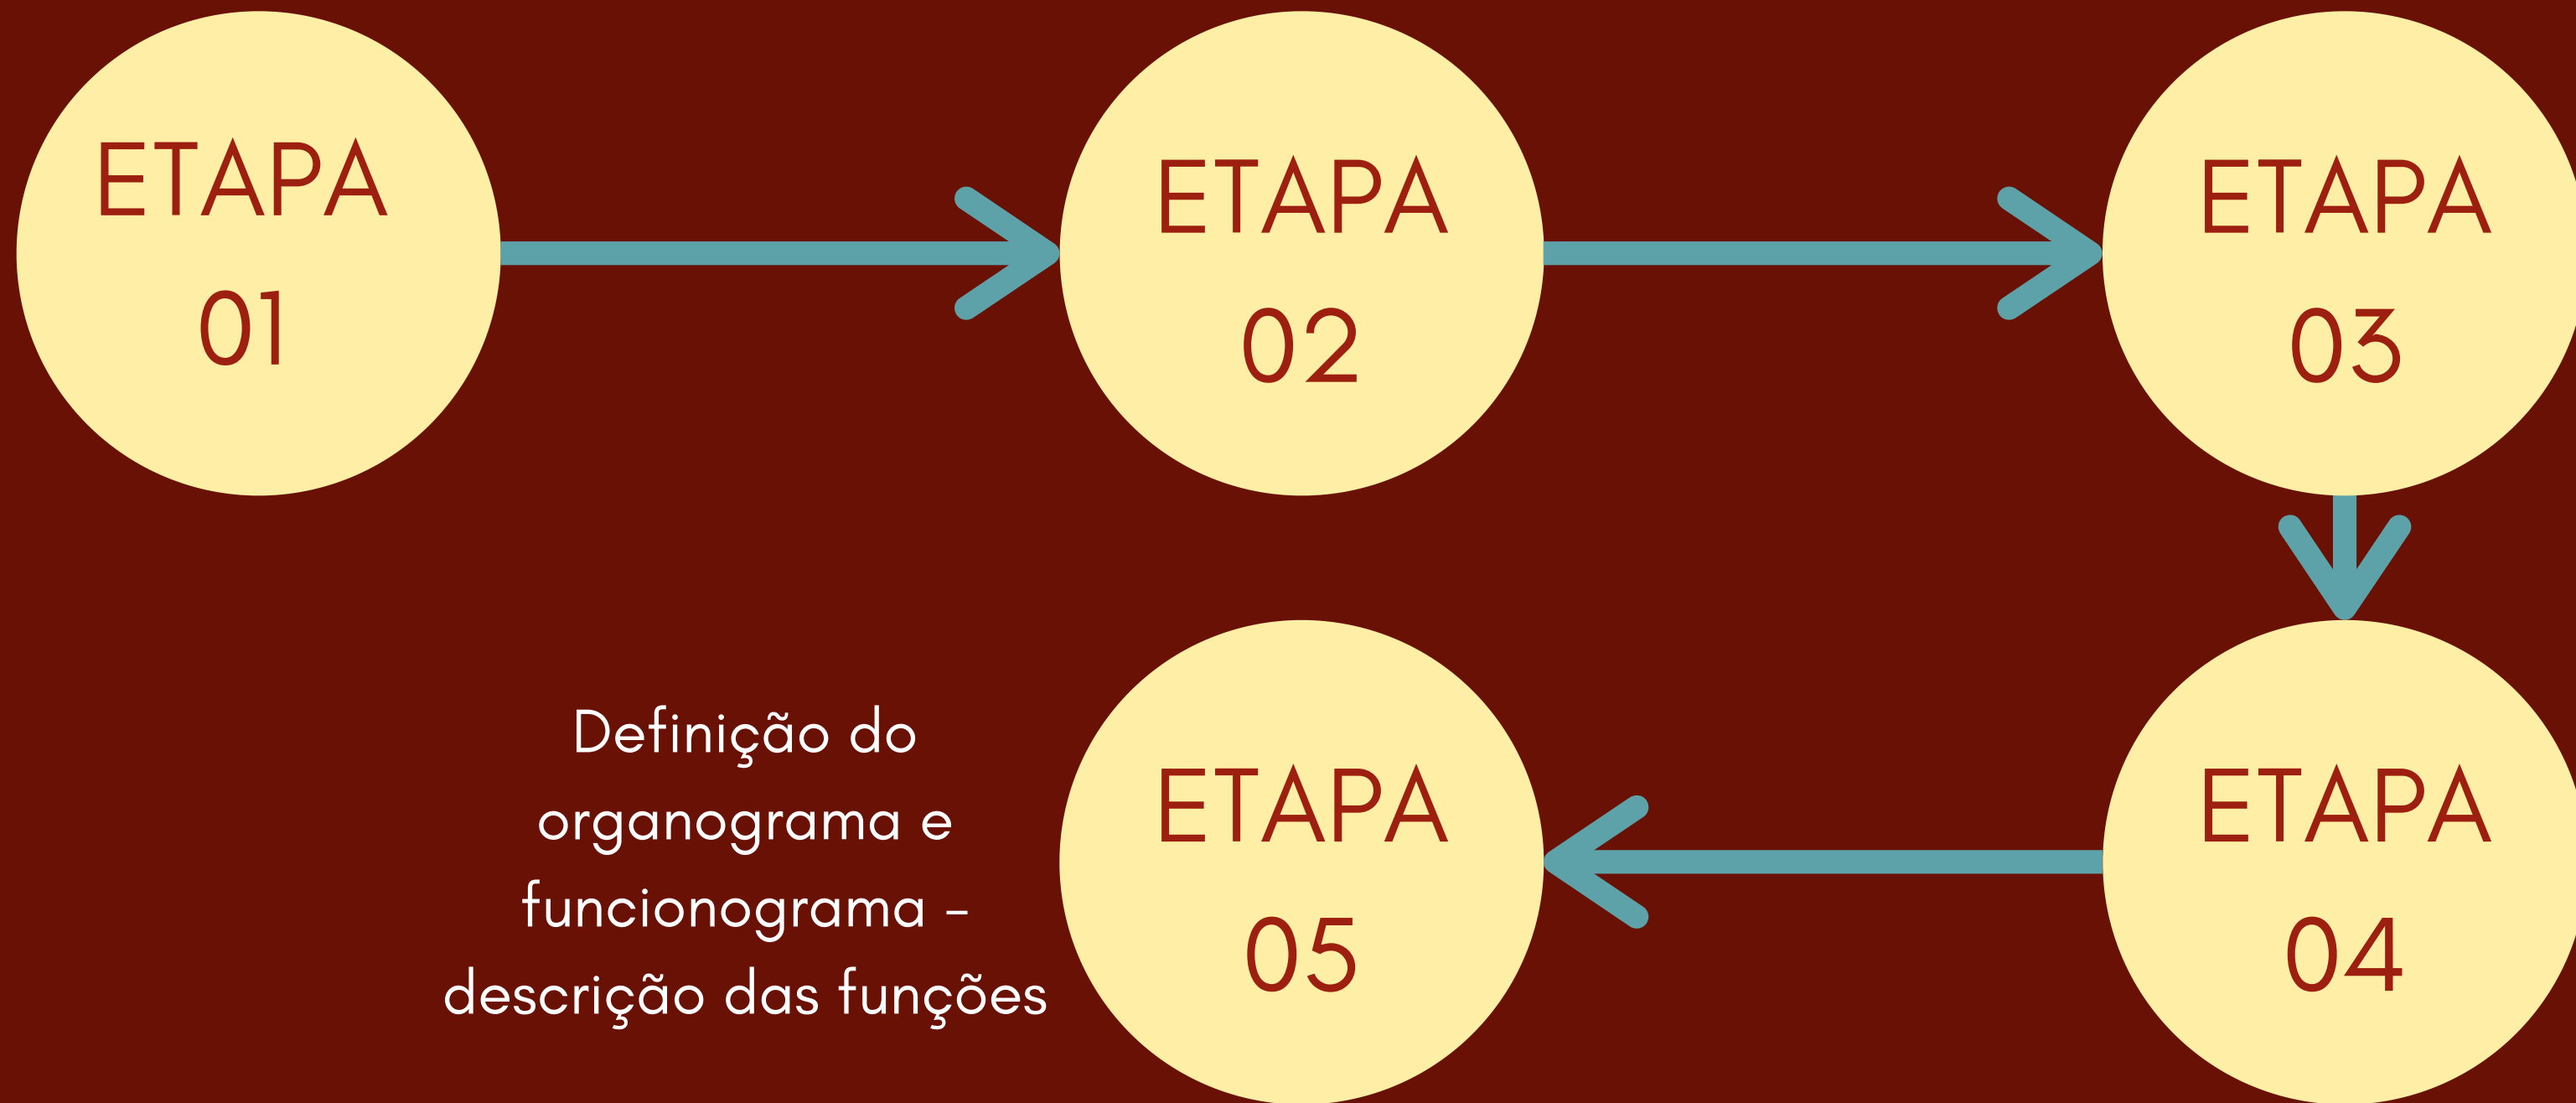 ETAPA
01
ETAPA
02
ETAPA
03
ETAPA
04
ETAPA
05
Definição do
organograma e
funcionograma -
descrição das funções